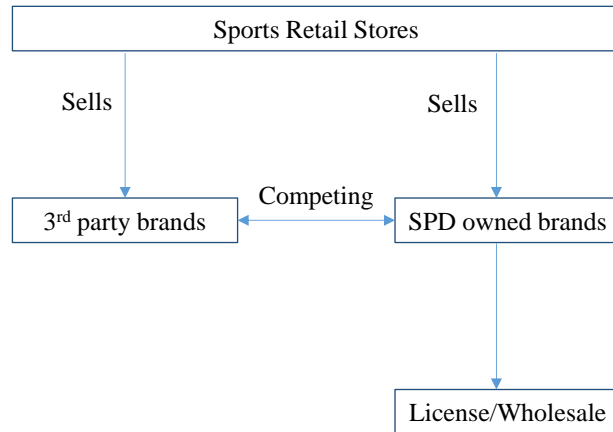 Sports Retail Stores
Sells
Sells
Competing
3rd party brands
SPD owned brands
License/Wholesale